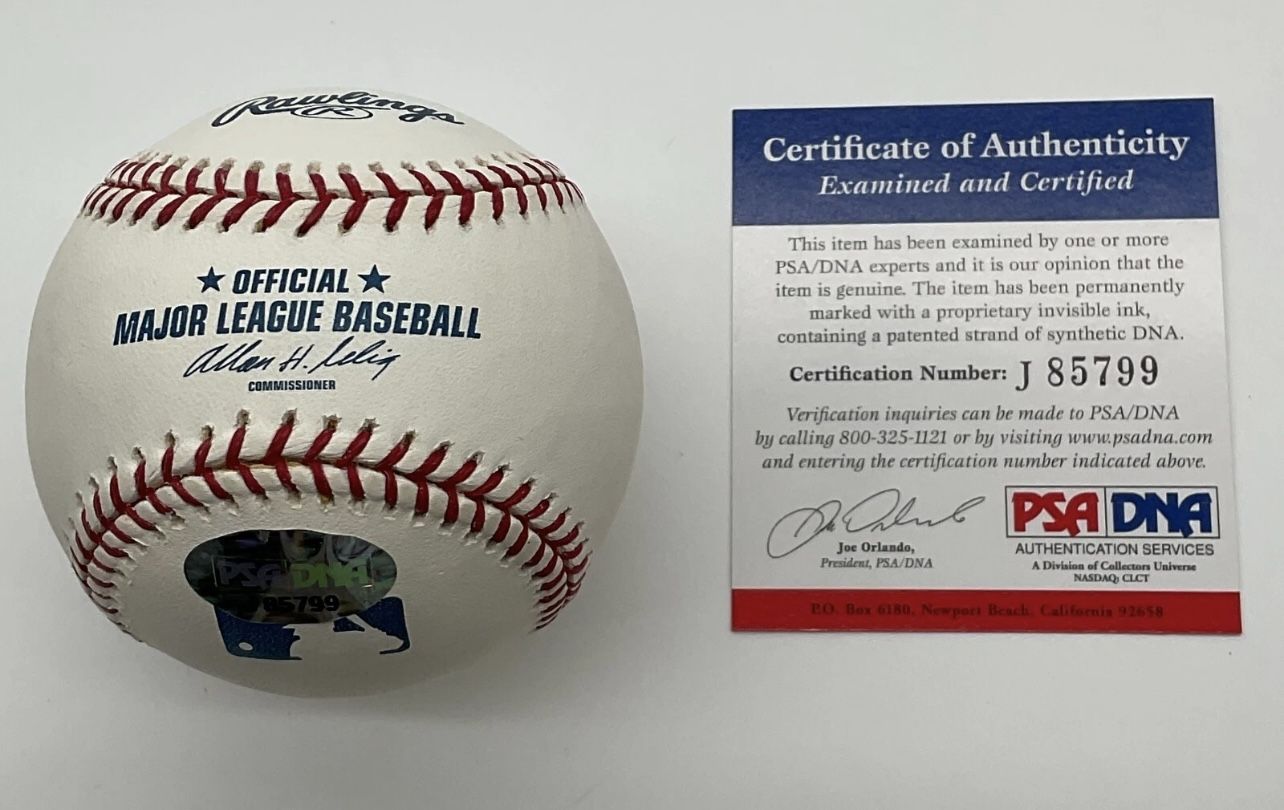 Rawlings
®
★ OFFICIAL ★
MAJOR LEAGUE BASEBALL
Allan H. Selig
COMMISSIONER
PSA/DNA
J85799
Certificate of Authenticity
Examined and Certified
This item has been examined by one or more
PSA/DNA experts and it is our opinion that the
item is genuine. The item has been permanently
marked with a proprietary invisible ink,
containing a patented strand of synthetic DNA.
Certification Number: J 85799
Verification inquiries can be made to PSA/DNA
by calling 800-325-1121 or by visiting www.psadna.com
and entering the certification number indicated above.
Joe Orlando
Joe Orlando,
President, PSA/DNA
PSA DNA
AUTHENTICATION SERVICES
A Division of Collectors Universe
NASDAQ: CLCT
P.O. Box 6180, Newport Beach, California 92658